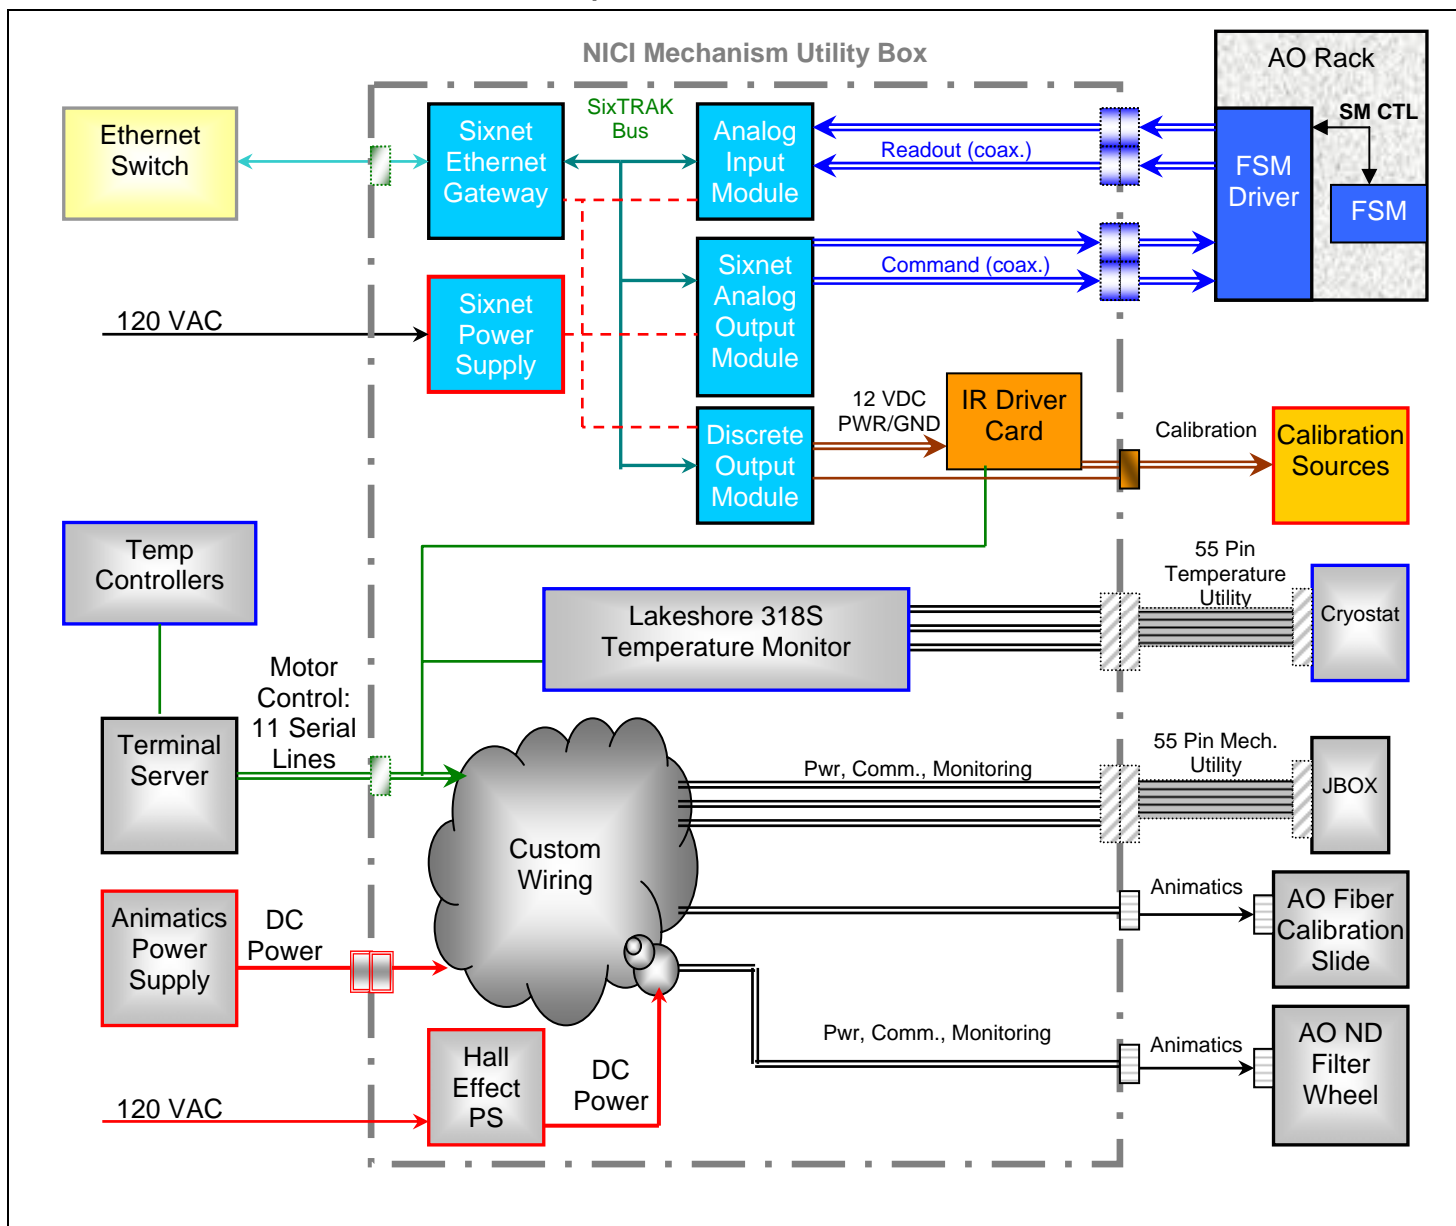 NICI Mechanism Utility Box
AO Rack
SM CTL
FSM
Driver
FSM
Ethernet
Switch
Sixnet
Ethernet
Gateway
SixTRAK
Bus
Analog
Input
Module
Readout (coax.)
Command (coax.)
120 VAC
Sixnet
Power
Supply
Sixnet
Analog
Output
Module
12 VDC
PWR/GND
IR Driver
Card
Discrete
Output
Module
Calibration
Calibration
Sources
Temp
Controllers
Lakeshore 318S
Temperature Monitor
55 Pin
Temperature
Utility
Cryostat
Motor
Control:
11 Serial
Lines
Terminal
Server
Custom
Wiring
Pwr, Comm., Monitoring
55 Pin Mech.
Utility
JBOX
Animatics
Power
Supply
DC
Power
Animatics
AO Fiber
Calibration
Slide
Hall
Effect
PS
DC
Power
Pwr, Comm., Monitoring
Animatics
AO ND
Filter
Wheel
120 VAC